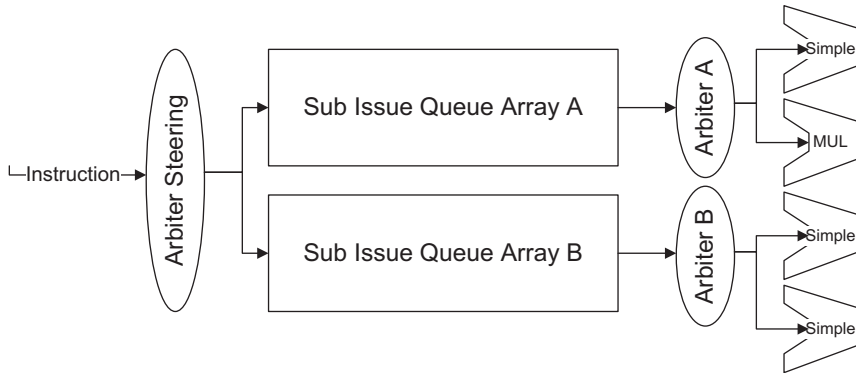 Instruction
Arbiter Steering
Sub Issue Queue Array A
Arbiter A
Simple
MUL
Sub Issue Queue Array B
Arbiter B
Simple
Simple